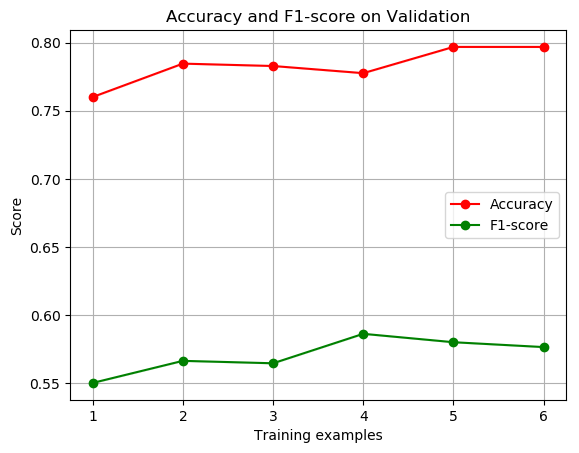 Accuracy and F1-score on Validation
0.80
0.75
0.70
0.65
0.60
0.55
Score
Accuracy
F1-score
1 2 3 4 5 6
Training examples